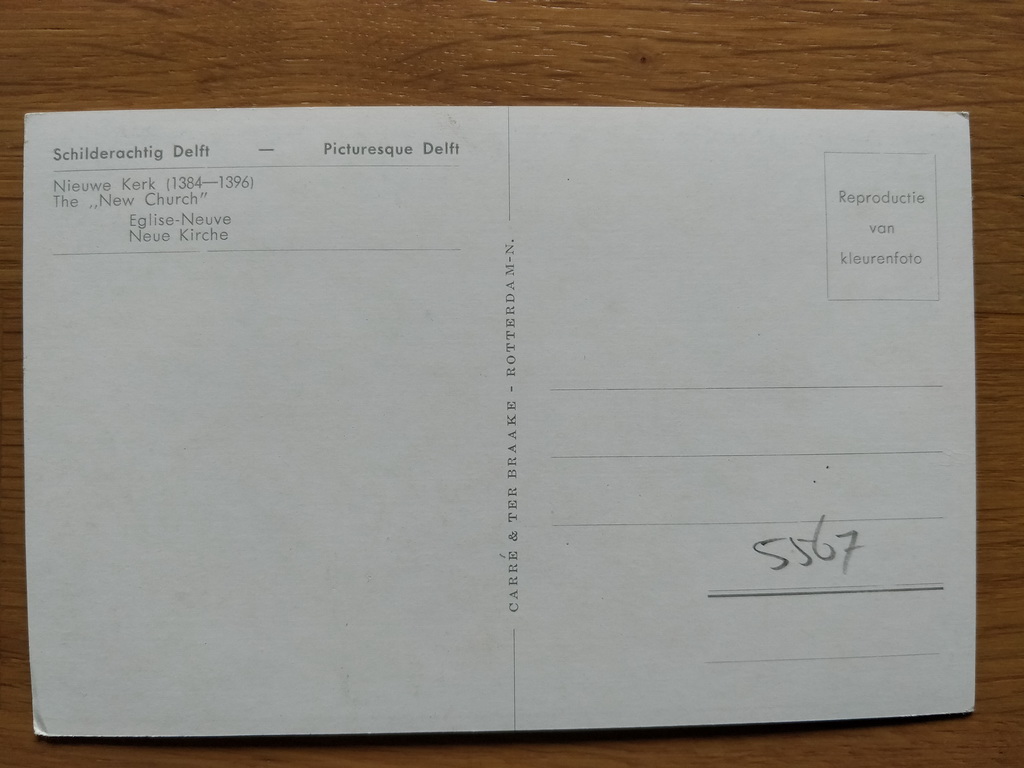 Schilderachtig Delft — Picturesque Delft
Nieuwe Kerk (1384—1396)
The „New Church"
Eglise-Neuve
Neue Kirche
CARRÉ & TER BRAAKE - ROTTERDAM-N.
Reproductie
van
kleurenfoto
5567